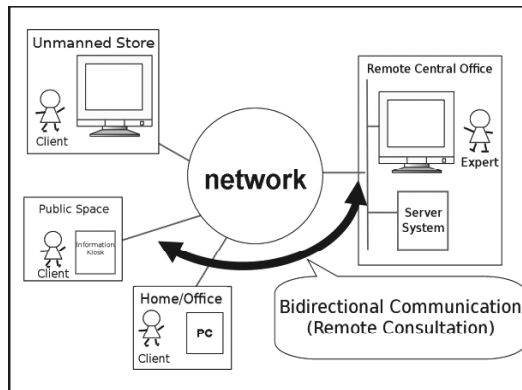 Unmanned Store
Client
Remote Central Office
Expert
Server
System
network
Public Space
Information
Kiosk
Client
Home/Office
PC
Client
Bidirectional Communication
(Remote Consultation)